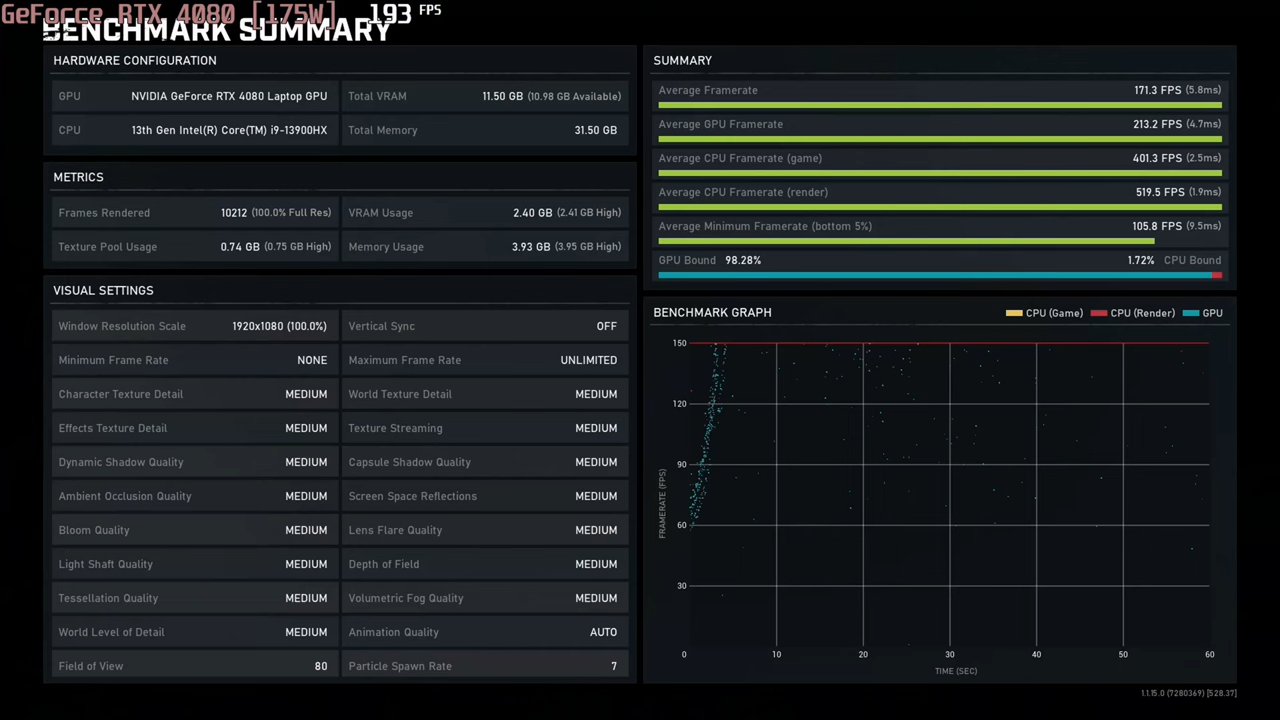 GeForce RTX 4080 [175W] 193 FPS
BENCHMARK SUMMARY
HARDWARE CONFIGURATION
GPU NVIDIA GeForce RTX 4080 Laptop GPU Total VRAM 11.50 GB (10.98 GB Available)
CPU 13th Gen Intel(R) Core(TM) i9-13900HX Total Memory 31.50 GB
METRICS
Frames Rendered 10212 (100.0% Full Res) VRAM Usage 2.40 GB (2.41 GB High)
Texture Pool Usage 0.74 GB (0.75 GB High) Memory Usage 3.93 GB (3.95 GB High)
VISUAL SETTINGS
Window Resolution Scale 1920x1080 (100.0%) Vertical Sync OFF
Minimum Frame Rate NONE Maximum Frame Rate UNLIMITED
Character Texture Detail MEDIUM World Texture Detail MEDIUM
Effects Texture Detail MEDIUM Texture Streaming MEDIUM
Dynamic Shadow Quality MEDIUM Capsule Shadow Quality MEDIUM
Ambient Occlusion Quality MEDIUM Screen Space Reflections MEDIUM
Bloom Quality MEDIUM Lens Flare Quality MEDIUM
Light Shaft Quality MEDIUM Depth of Field MEDIUM
Tessellation Quality MEDIUM Volumetric Fog Quality MEDIUM
World Level of Detail MEDIUM Animation Quality AUTO
Field of View 80 Particle Spawn Rate 7
SUMMARY
Average Framerate 171.3 FPS (5.8ms)
Average GPU Framerate 213.2 FPS (4.7ms)
Average CPU Framerate (game) 401.3 FPS (2.5ms)
Average CPU Framerate (render) 519.5 FPS (1.9ms)
Average Minimum Framerate (bottom 5%) 105.8 FPS (9.5ms)
GPU Bound 98.28% 1.72% CPU Bound
BENCHMARK GRAPH CPU (Game) CPU (Render) GPU
150
120
90
60
30
FRAMERATE (FPS)
0 10 20 30 40 50 60
TIME (SEC)
1.1.15.0 (7280369) [528.37]